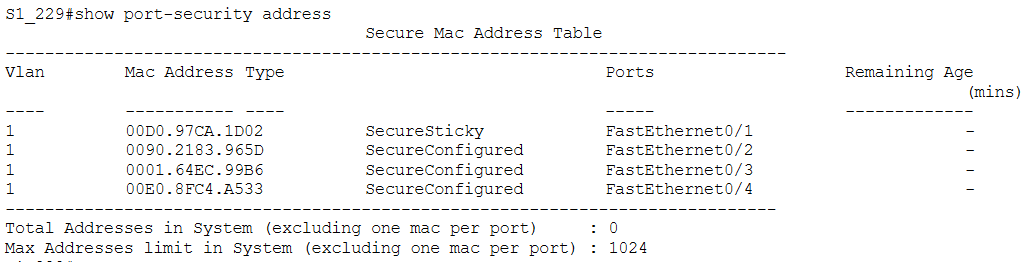 S1_229#show port-security address
Secure Mac Address Table
-------------------------------------------------------------------------------
Vlan Mac Address Type Ports Remaining Age
(mins)
---- ----------- ---- ----- -------------
1 00D0.97CA.1D02 SecureSticky FastEthernet0/1 -
1 0090.2183.965D SecureConfigured FastEthernet0/2 -
1 0001.64EC.99B6 SecureConfigured FastEthernet0/3 -
1 00E0.8FC4.A533 SecureConfigured FastEthernet0/4 -
------------------------------------------------------------------------------
Total Addresses in System (excluding one mac per port) : 0
Max Addresses limit in System (excluding one mac per port) : 1024